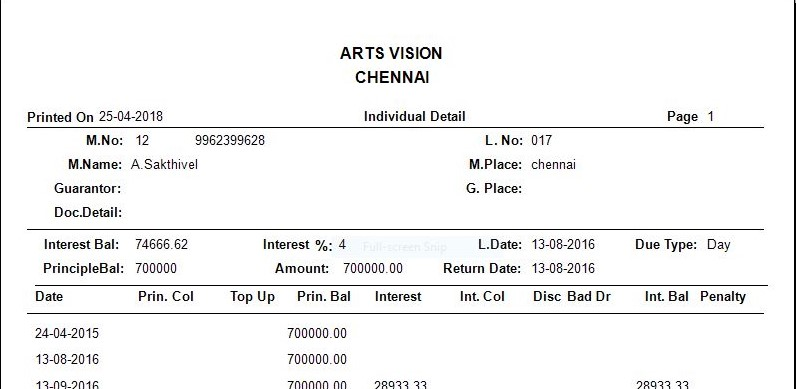 ARTS VISION
CHENNAI
Printed On 25-04-2018 Individual Detail Page 1
M.No: 12 9962399628 L. No: 017
M.Name: A.Sakthivel M.Place: chennai
Guarantor: G. Place:
Doc.Detail:
Interest Bal: 74666.62 Interest %: 4 Full-screen Snip L.Date: 13-08-2016 Due Type: Day
PrincipleBal: 700000 Amount: 700000.00 Return Date: 13-08-2016
Date Prin. Col Top Up Prin. Bal Interest Int. Col Disc Bad Dr Int. Bal Penalty
24-04-2015 700000.00
13-08-2016 700000.00
13-09-2016 700000.00 28933.33 28933.33